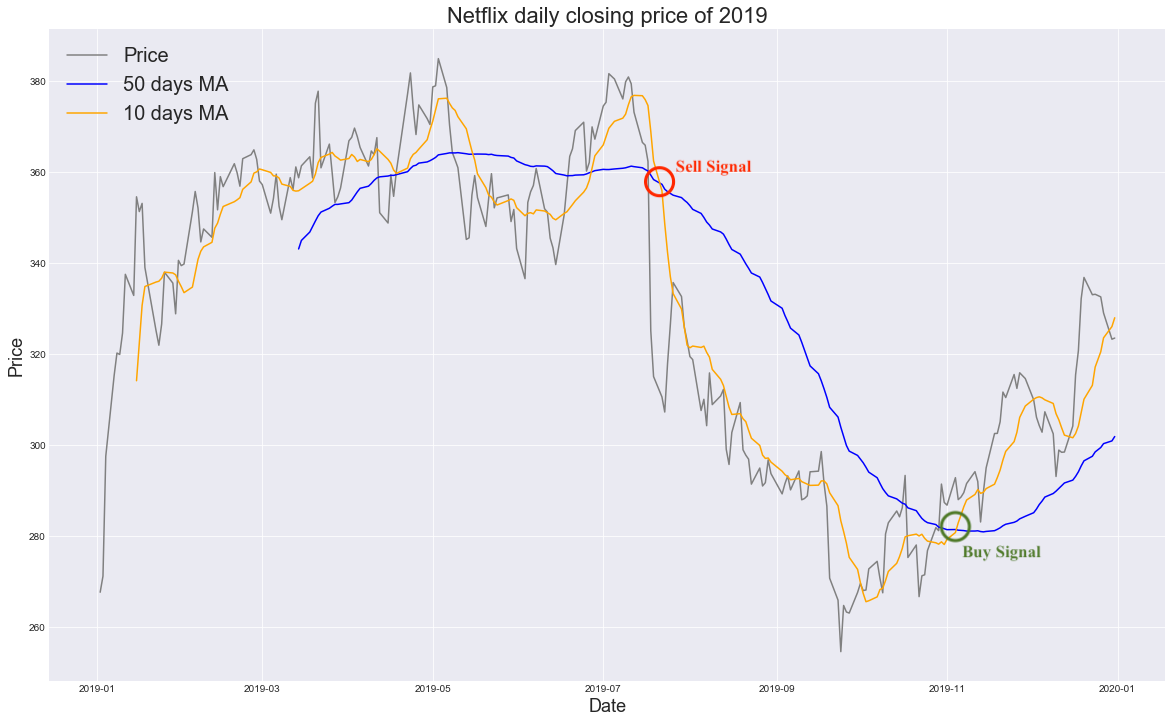 Netflix daily closing price of 2019
Price
50 days MA
10 days MA
Sell Signal
Buy Signal
Price
380
360
340
320
300
280
260
2019-01
2019-03
2019-05
2019-07
2019-09
2019-11
2020-01
Date